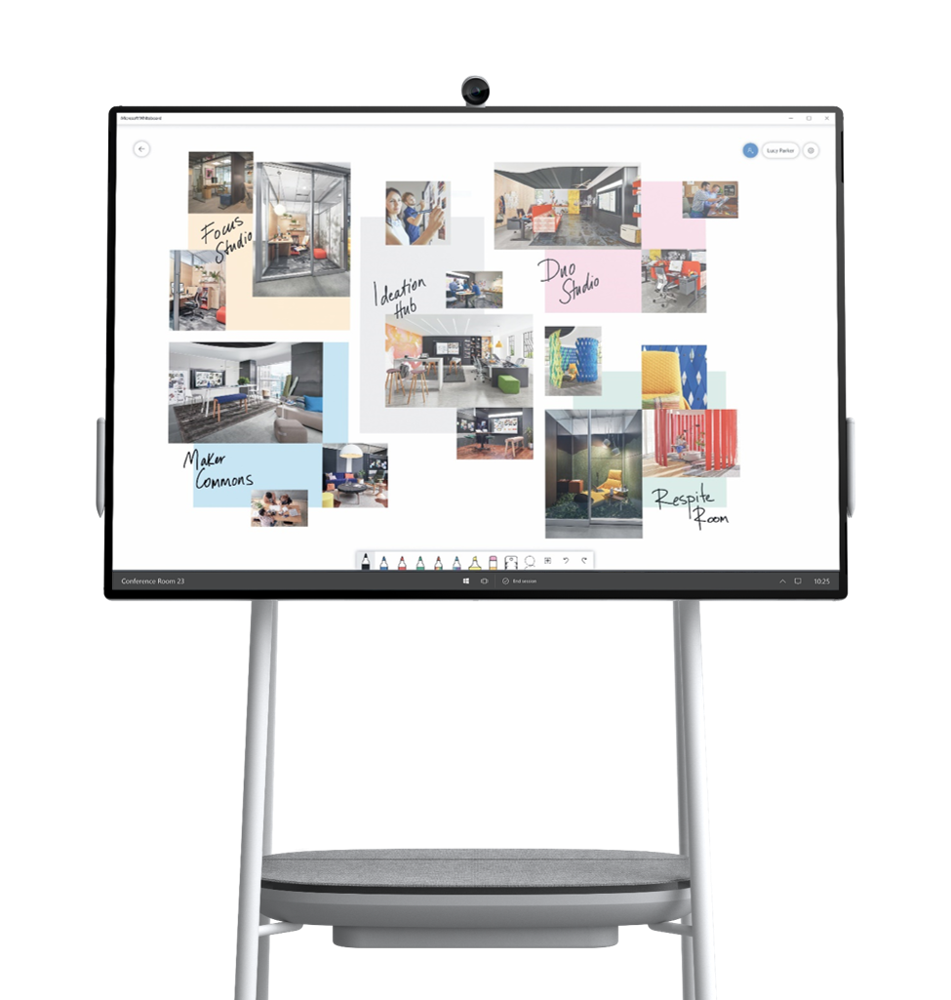 Microsoft Whiteboard
Lucy Parker
Focus
Studio
Ideation
Hub
Duo
Studio
Maker
Commons
Respite
Room
Conference Room 23
End session
10:25